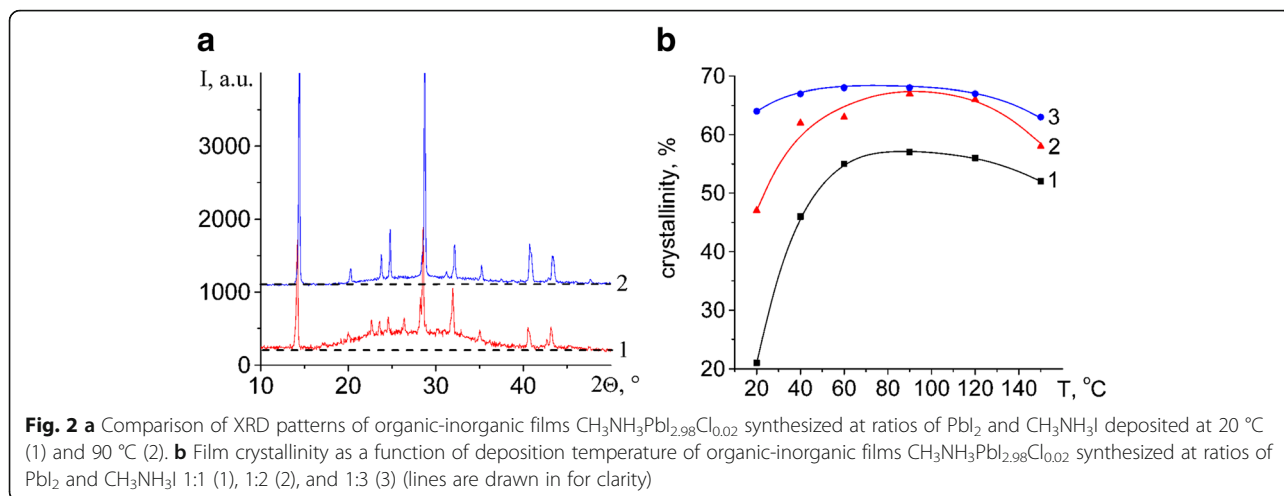 a
I, a.u.
3000
2000
1000
0
10
20
30
40
2Θ, °
2
1
b
70
60
50
40
30
20
crystallinity, %
20
40
60
80
100
120
140
T, °C
3
2
1
Fig. 2 a Comparison of XRD patterns of organic-inorganic films CH₃NH₃PbI₂.₉₈Cl₀.₀₂ synthesized at ratios of PbI₂ and CH₃NH₃I deposited at 20 °C
(1) and 90 °C (2). b Film crystallinity as a function of deposition temperature of organic-inorganic films CH₃NH₃PbI₂.₉₈Cl₀.₀₂ synthesized at ratios of
PbI₂ and CH₃NH₃I 1:1 (1), 1:2 (2), and 1:3 (3) (lines are drawn in for clarity)